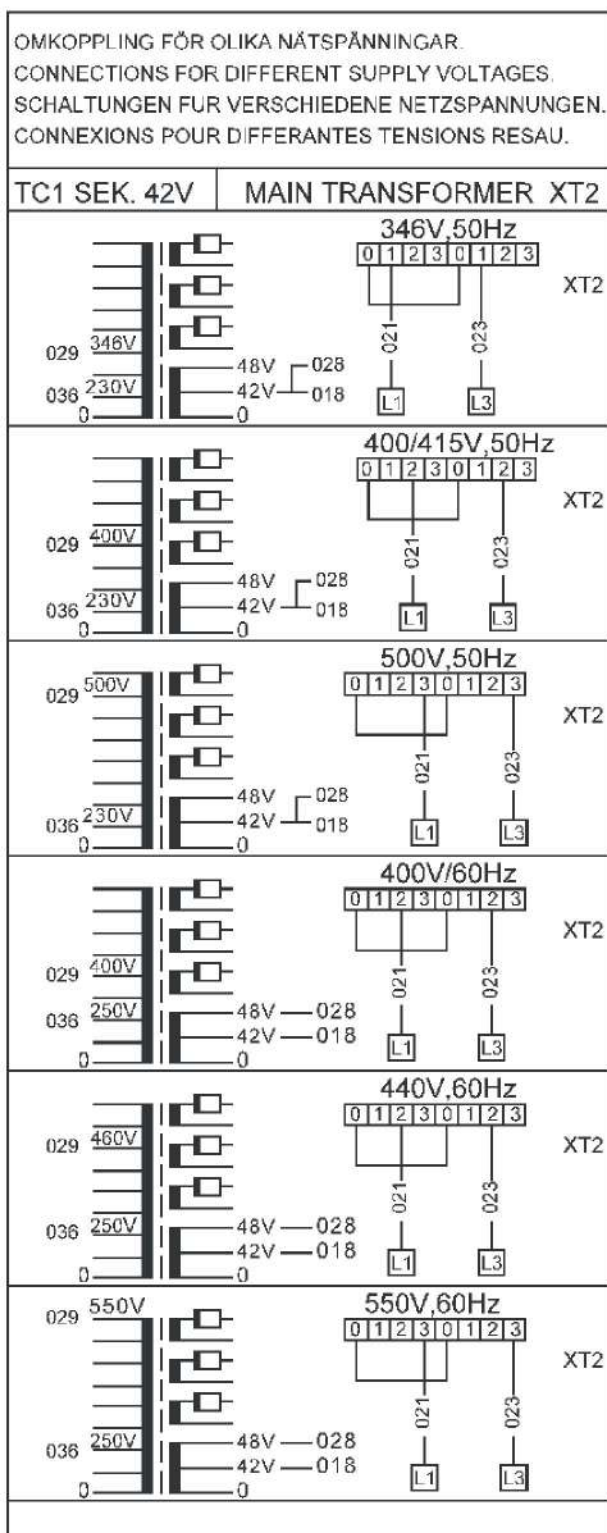 OMKOPPLING FÖR OLIKA NÄTSPÄNNINGAR.
CONNECTIONS FOR DIFFERENT SUPPLY VOLTAGES.
SCHALTUNGEN FUR VERSCHIEDENE NETZSPANNUNGEN.
CONNEXIONS POUR DIFFERANTES TENSIONS RESAU.
TC1 SEK. 42V MAIN TRANSFORMER XT2
346V,50Hz
0 1 2 3 0 1 2 3
XT2
021 023
029 346V
48V 028
036 230V 42V 018 L1 L3
0 0
400/415V,50Hz
0 1 2 3 0 1 2 3
XT2
029 400V 021 023
48V 028
036 230V 42V 018 L1 L3
0 0
500V,50Hz
029 500V 0 1 2 3 0 1 2 3
XT2
021 023
48V 028
036 230V 42V 018 L1 L3
0 0
400V/60Hz
0 1 2 3 0 1 2 3
XT2
029 400V 021 023
036 250V 48V 028
42V 018 L1 L3
0 0
440V,60Hz
0 1 2 3 0 1 2 3
029 460V XT2
021 023
036 250V 48V 028
42V 018 L1 L3
0 0
029 550V 550V,60Hz
0 1 2 3 0 1 2 3
XT2
021 023
036 250V 48V 028
42V 018 L1 L3
0 0